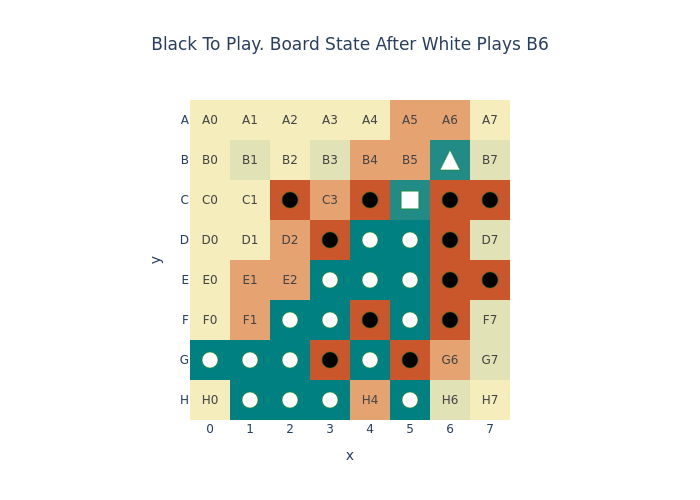 Black To Play. Board State After White Plays B6
A A0 A1 A2 A3 A4 A5 A6 A7
B B0 B1 B2 B3 B4 B5 B7
C C0 C1 C3
D D0 D1 D2 D7
y
E E0 E1 E2
F F0 F1 F7
G G6 G7
H H0 H4 H6 H7
0 1 2 3 4 5 6 7
x